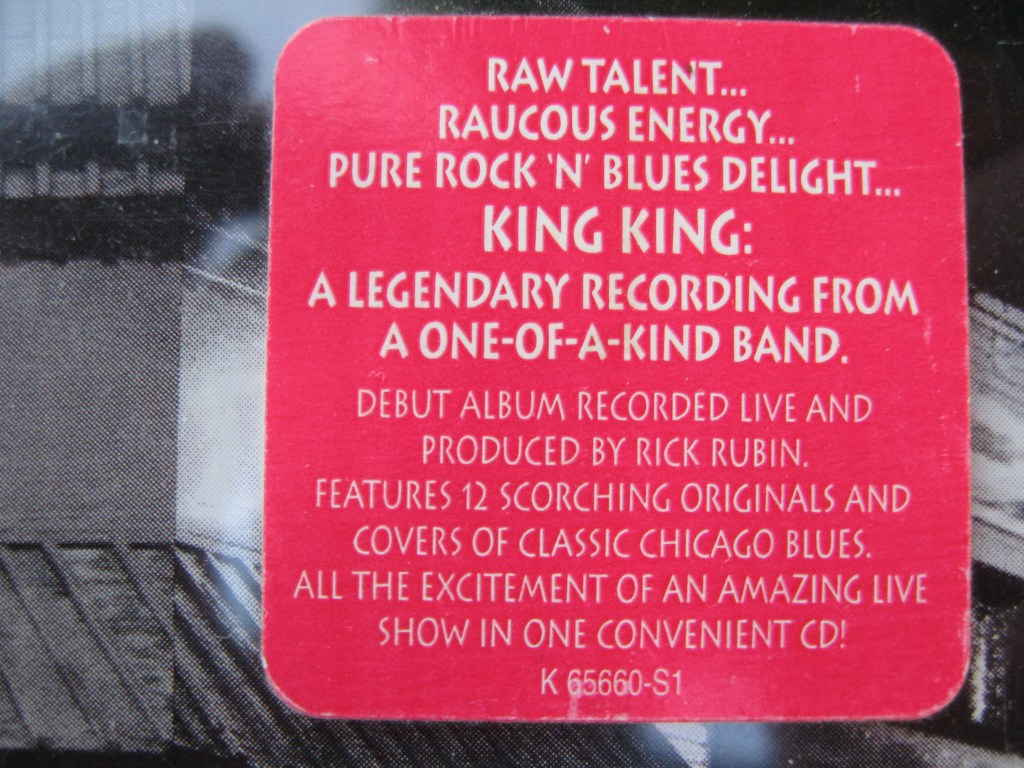 RAW TALENT...
RAUCOUS ENERGY...
PURE ROCK 'N' BLUES DELIGHT...
KING KING:
A LEGENDARY RECORDING FROM
A ONE-OF-A-KIND BAND.
DEBUT ALBUM RECORDED LIVE AND
PRODUCED BY RICK RUBIN.
FEATURES 12 SCORCHING ORIGINALS AND
COVERS OF CLASSIC CHICAGO BLUES.
ALL THE EXCITEMENT OF AN AMAZING LIVE
SHOW IN ONE CONVENIENT CD!
K 65660-S1